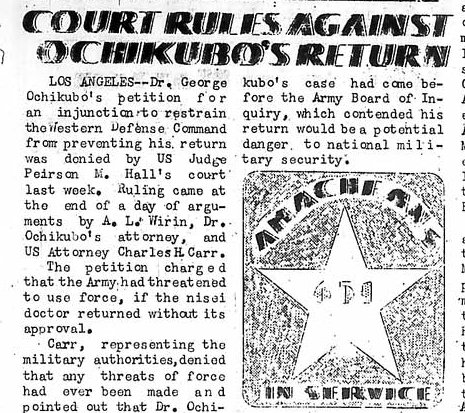 COURT RULES AGAINST
OCHIKUBO'S RETURN
LOS ANGELES--Dr. George
Ochikubo's petition for
an injunction to restrain
the Western Defense Command
from preventing his return
was denied by US Judge
Peirson M. Hall's court
last week. Ruling came at
the end of a day of argu-
ments by A. L. Wirin, Dr.
Ochikubo's attorney, and
US Attorney Charles H. Carr.
The petition charged
that the Army had threatened
to use force, if the nisei
doctor returned without its
approval.
Carr, representing the
military authorities, denied
that any threats of force
had ever been made and
pointed out that Dr. Ochi-
kubo's case had come be-
fore the Army Board of In-
quiry, which contended his
return would be a potential
danger to national mili-
tary security.
IN SERVICE